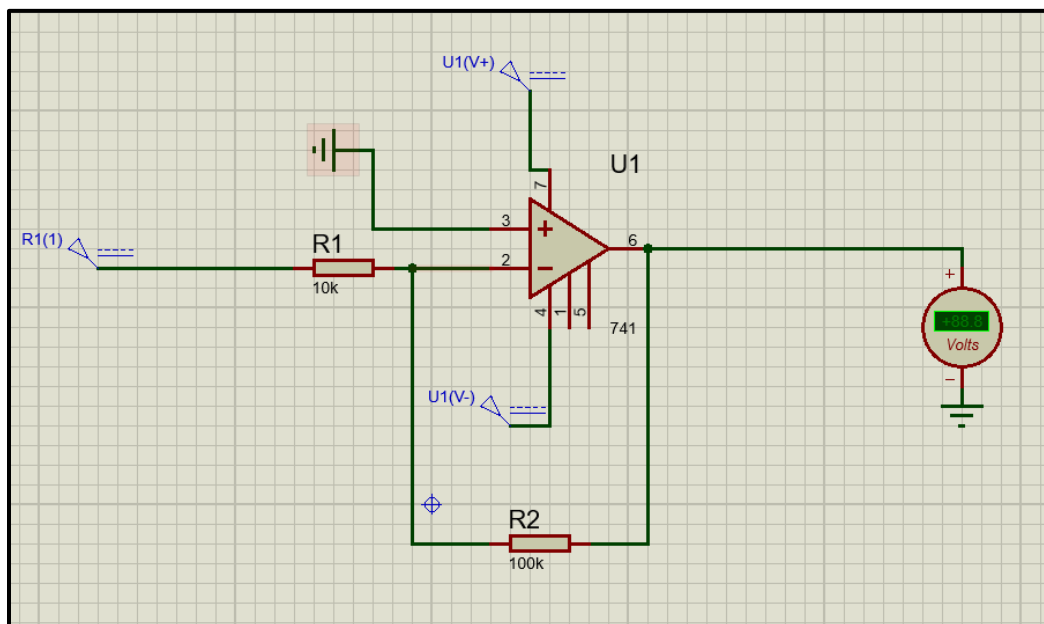 U1(V+)
U1
7
3
+
R1(1)
R1
2
−
6
10k
+
4
1
5
741
+88.8
Volts
−
U1(V-)
R2
100k